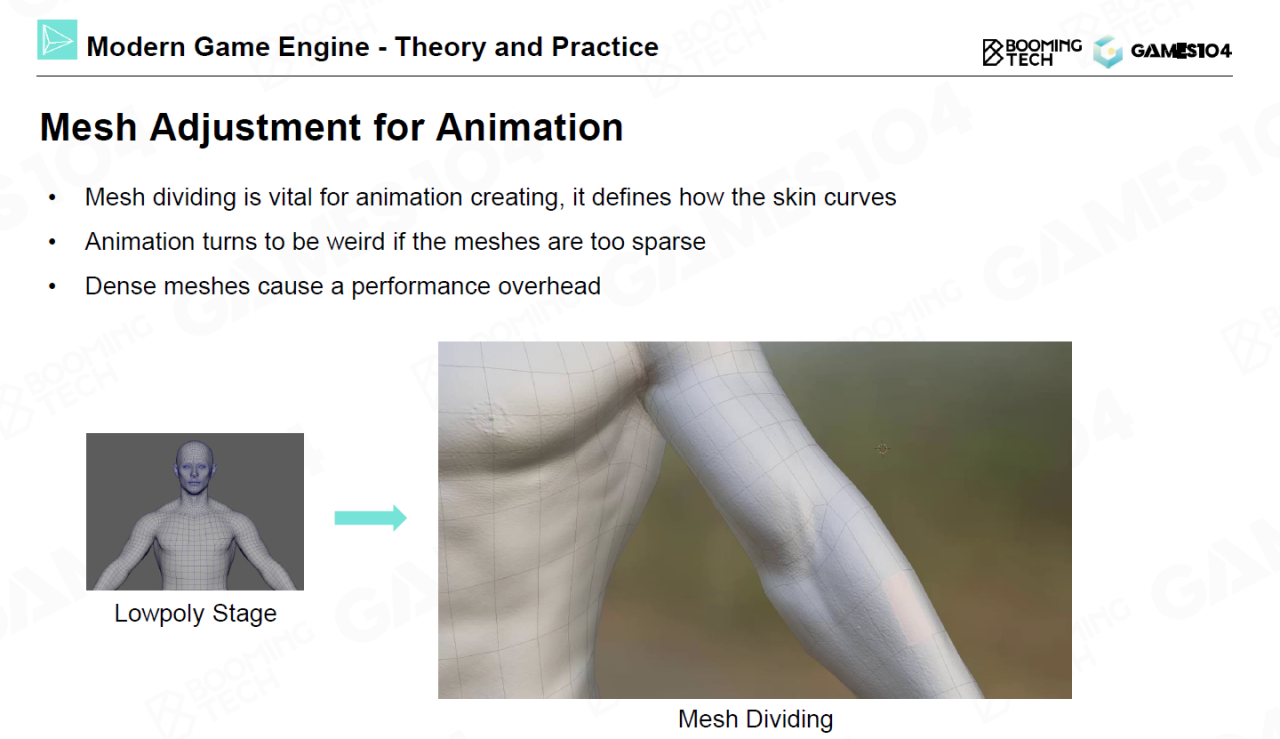 Modern Game Engine - Theory and Practice
BOOMING
TECH
GAMES104
Mesh Adjustment for Animation
• Mesh dividing is vital for animation creating, it defines how the skin curves
• Animation turns to be weird if the meshes are too sparse
• Dense meshes cause a performance overhead
Lowpoly Stage
Mesh Dividing